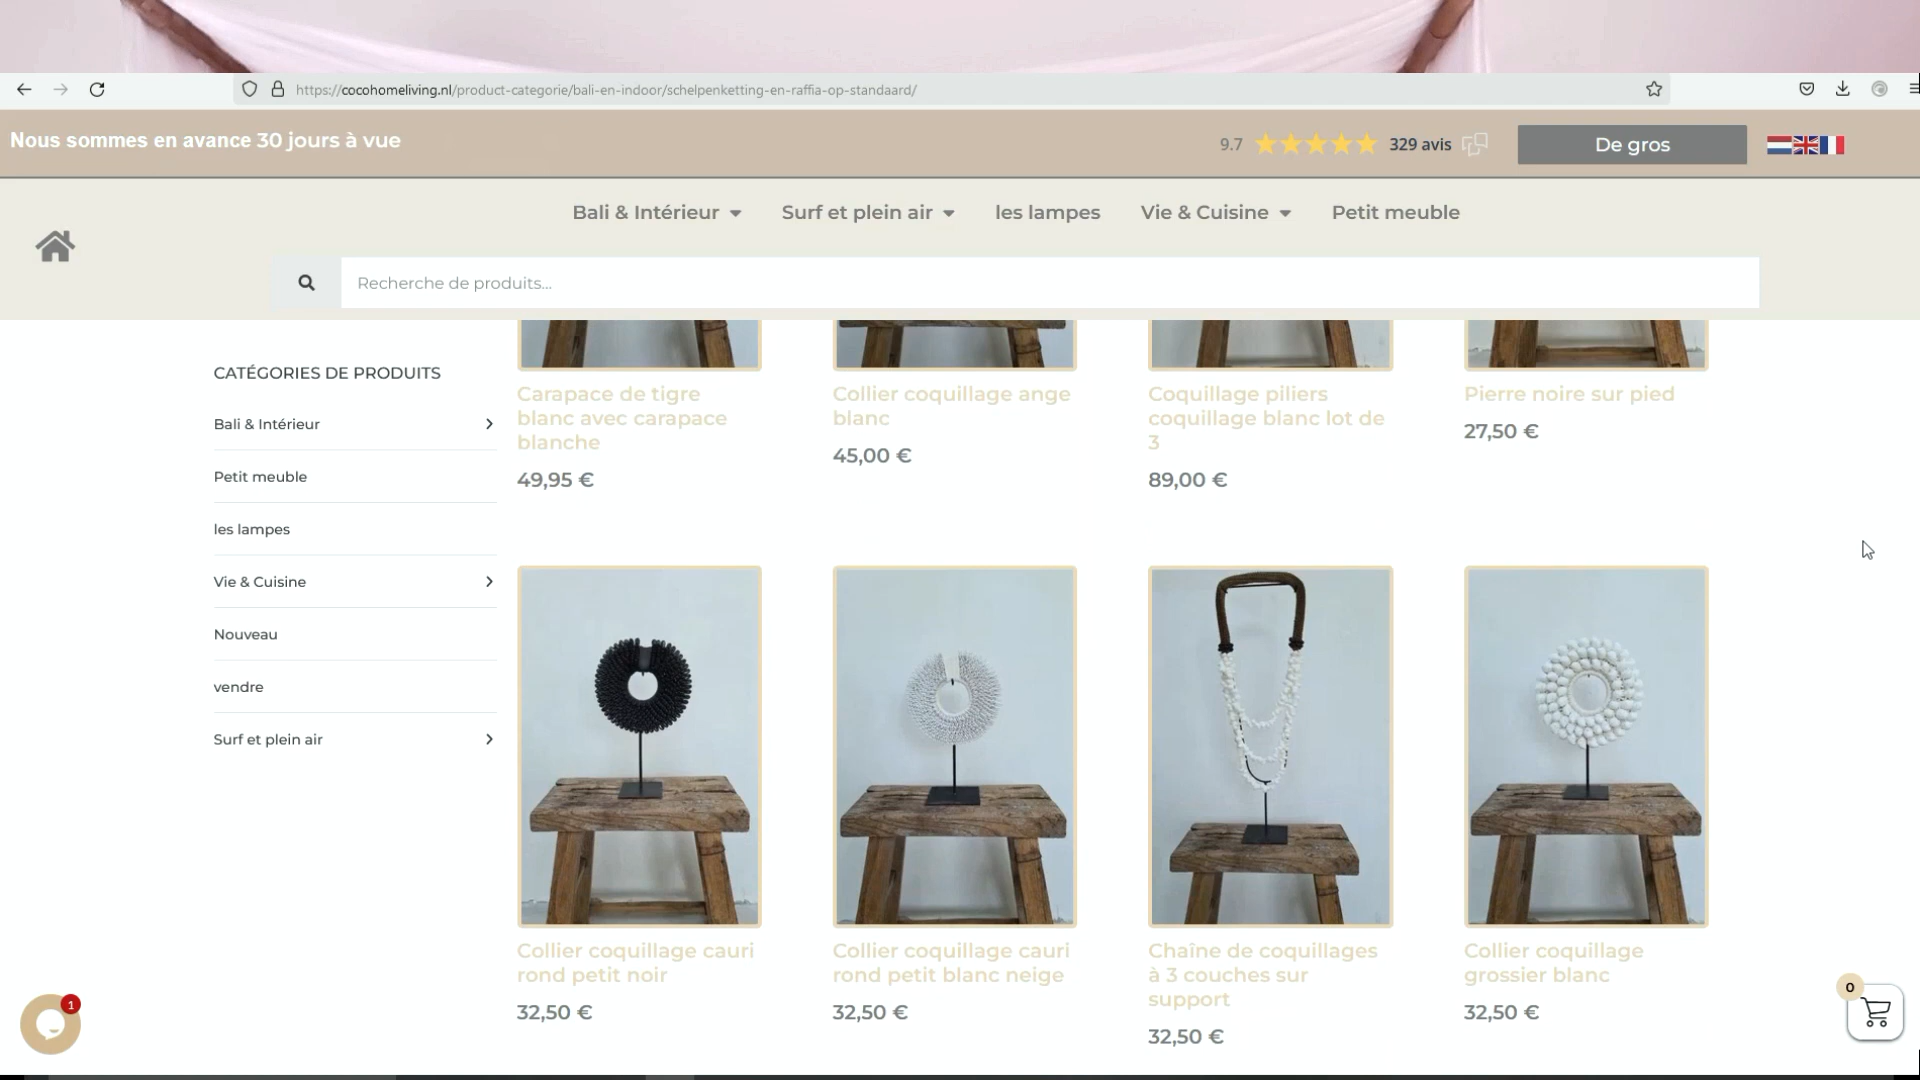 https://cocohomeliving.nl/product-categorie/bali-en-indoor/schelpenketting-en-raffia-op-standaard/
Nous sommes en avance 30 jours à vue
9.7
329 avis
De gros
Bali & Intérieur
Surf et plein air
les lampes
Vie & Cuisine
Petit meuble
Recherche de produits...
CATÉGORIES DE PRODUITS
Bali & Intérieur
Petit meuble
les lampes
Vie & Cuisine
Nouveau
vendre
Surf et plein air
Carapace de tigre
blanc avec carapace
blanche
49,95 €
Collier coquillage ange
blanc
45,00 €
Coquillage piliers
coquillage blanc lot de
3
89,00 €
Pierre noire sur pied
27,50 €
Collier coquillage cauri
rond petit noir
32,50 €
Collier coquillage cauri
rond petit blanc neige
32,50 €
Chaîne de coquillages
à 3 couches sur
support
32,50 €
Collier coquillage
grossier blanc
32,50 €
1
0